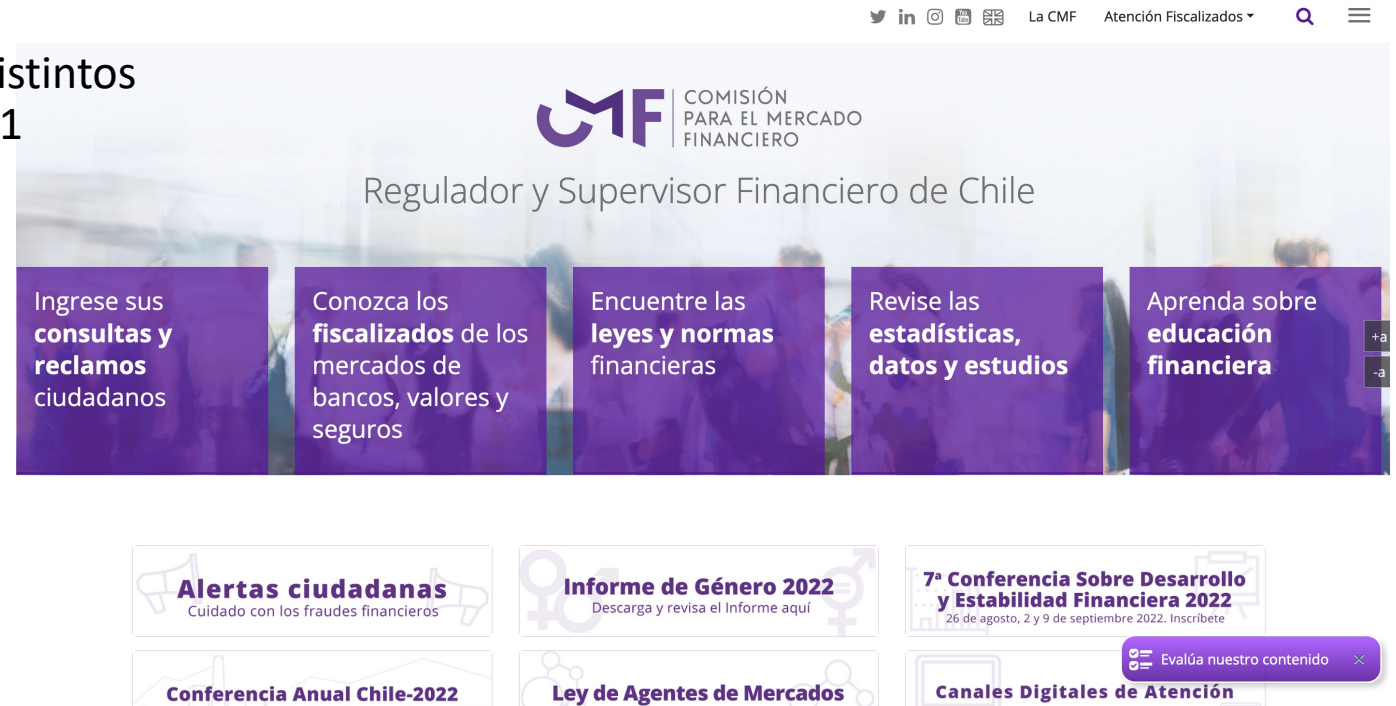 La CMF Atención Fiscalizados
istintos
1
CMF
COMISIÓN
PARA EL MERCADO
FINANCIERO
Regulador y Supervisor Financiero de Chile
Ingrese sus
consultas y
reclamos
ciudadanos
Conozca los
fiscalizados de los
mercados de
bancos, valores y
seguros
Encuentre las
leyes y normas
financieras
Revise las
estadísticas,
datos y estudios
Aprenda sobre
educación
financiera
+a
-a
Alertas ciudadanas
Cuidado con los fraudes financieros
Informe de Género 2022
Descarga y revisa el Informe aquí
7ª Conferencia Sobre Desarrollo
y Estabilidad Financiera 2022
26 de agosto, 2 y 9 de septiembre 2022. Inscríbete
Evalúa nuestro contenido ×
Conferencia Anual Chile-2022
Ley de Agentes de Mercados
Canales Digitales de Atención